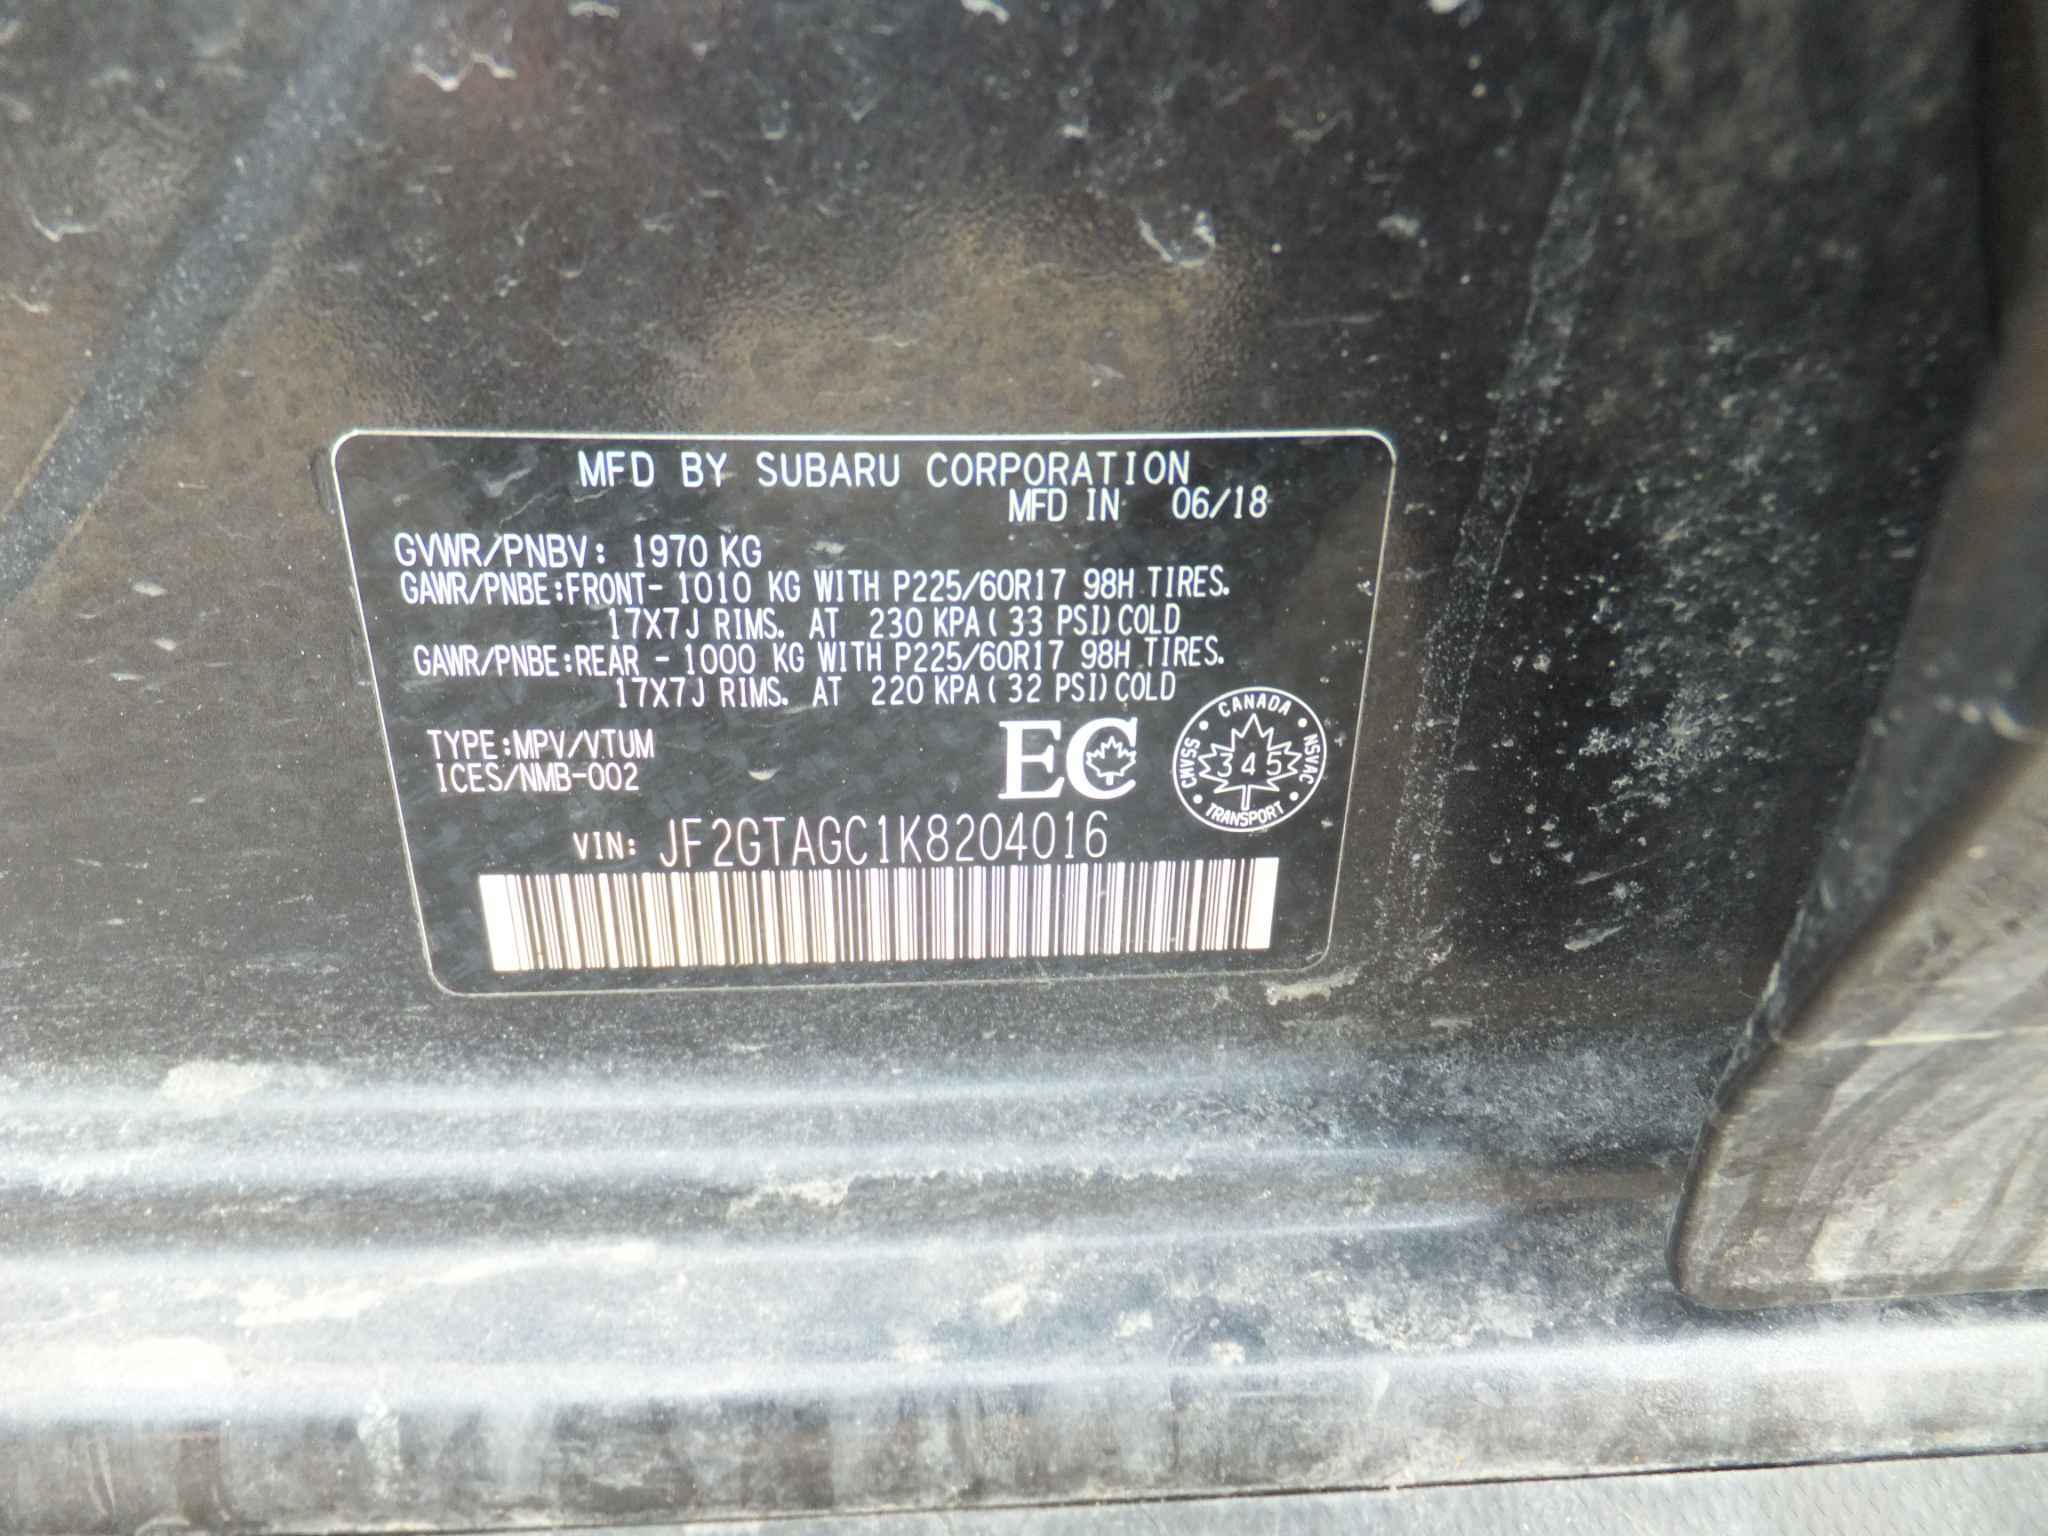 MFD BY SUBARU CORPORATION
MFD IN 06/18
GVWR/PNBV: 1970 KG
GAWR/PNBE:FRONT- 1010 KG WITH P225/60R17 98H TIRES.
17X7J RIMS. AT 230 KPA(33 PSI)COLD
GAWR/PNBE:REAR - 1000 KG WITH P225/60R17 98H TIRES.
17X7J RIMS. AT 220 KPA(32 PSI)COLD
TYPE:MPV/VTUM
ICES/NMB-002
EC
CANADA
CMVSS
345
NSVAC
TRANSPORT
VIN: JF2GTAGC1K8204016